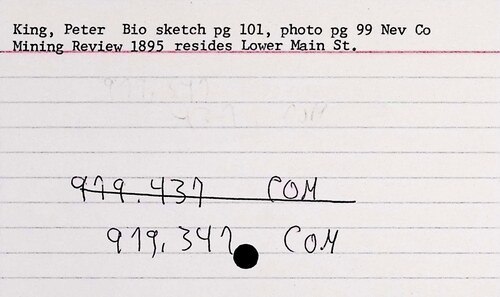 King, Peter Bio sketch pg 101, photo pg 99 Nev Co
Mining Review 1895 resides Lower Main St.
979.437 COM
979.347 COM